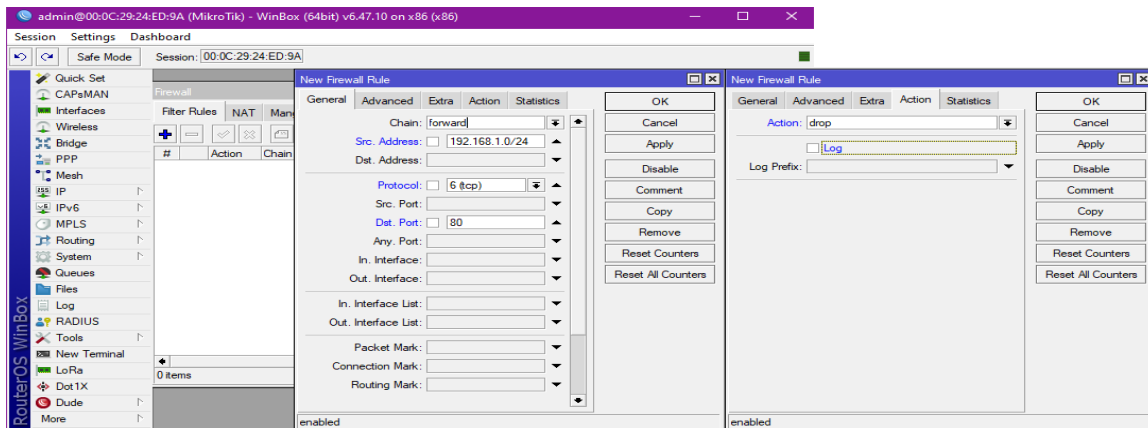 admin@00:0C:29:24:ED:9A (MikroTik) - WinBox (64bit) v6.47.10 on x86 (x86)
Session Settings Dashboard
Safe Mode Session: 00:0C:29:24:ED:9A
RouterOS WinBox
Quick Set
CAPsMAN
Interfaces
Wireless
Bridge
PPP
Mesh
IP
IPv6
MPLS
Routing
System
Queues
Files
Log
RADIUS
Tools
New Terminal
LoRa
Dot1X
Dude
More
Firewall
Filter Rules NAT Mang
# Action Chain
0 items
New Firewall Rule
General Advanced Extra Action Statistics
Chain: forward
Src. Address: 192.168.1.0/24
Dst. Address:
Protocol: 6 (tcp)
Src. Port:
Dst. Port: 80
Any. Port:
In. Interface:
Out. Interface:
In. Interface List:
Out. Interface List:
Packet Mark:
Connection Mark:
Routing Mark:
OK
Cancel
Apply
Disable
Comment
Copy
Remove
Reset Counters
Reset All Counters
enabled
New Firewall Rule
General Advanced Extra Action Statistics
Action: drop
Log
Log Prefix:
OK
Cancel
Apply
Disable
Comment
Copy
Remove
Reset Counters
Reset All Counters
enabled